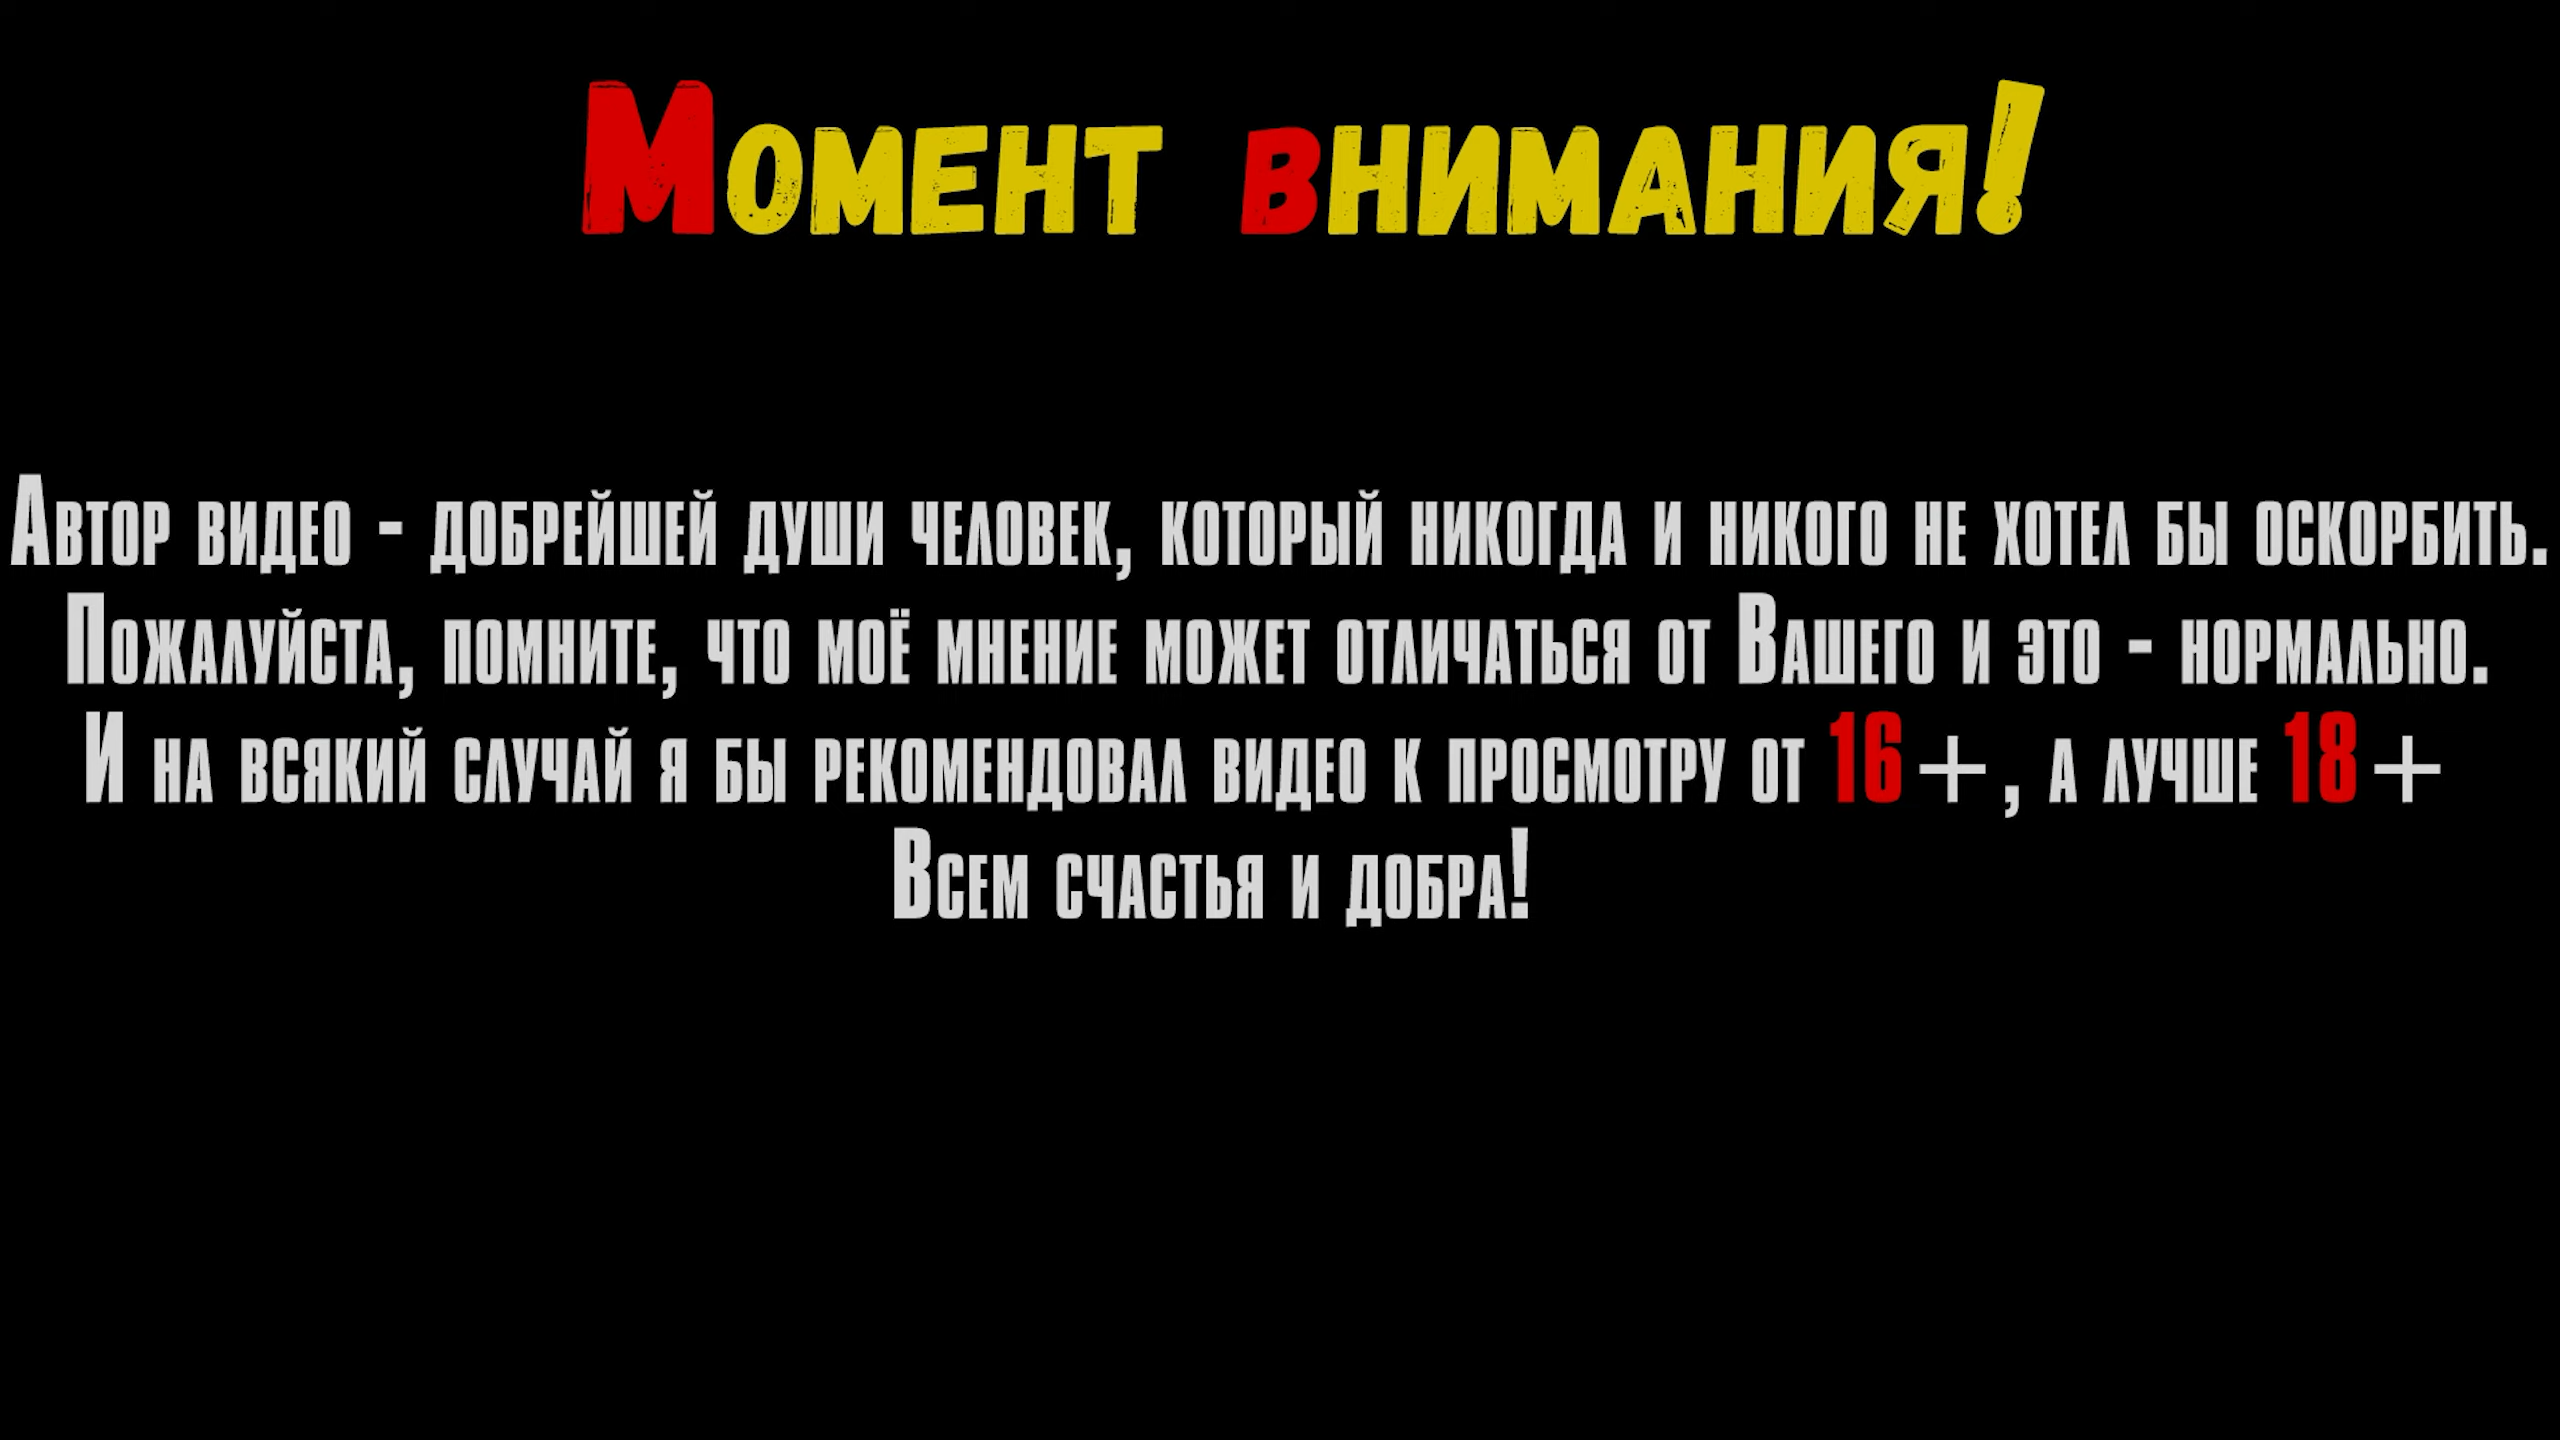 Момент внимания!
Автор видео - добрейшей души человек, который никогда и никого не хотел бы оскорбить.
Пожалуйста, помните, что моё мнение может отличаться от Вашего и это - нормально.
И на всякий случай я бы рекомендовал видео к просмотру от 16+, а лучше 18+
Всем счастья и добра!